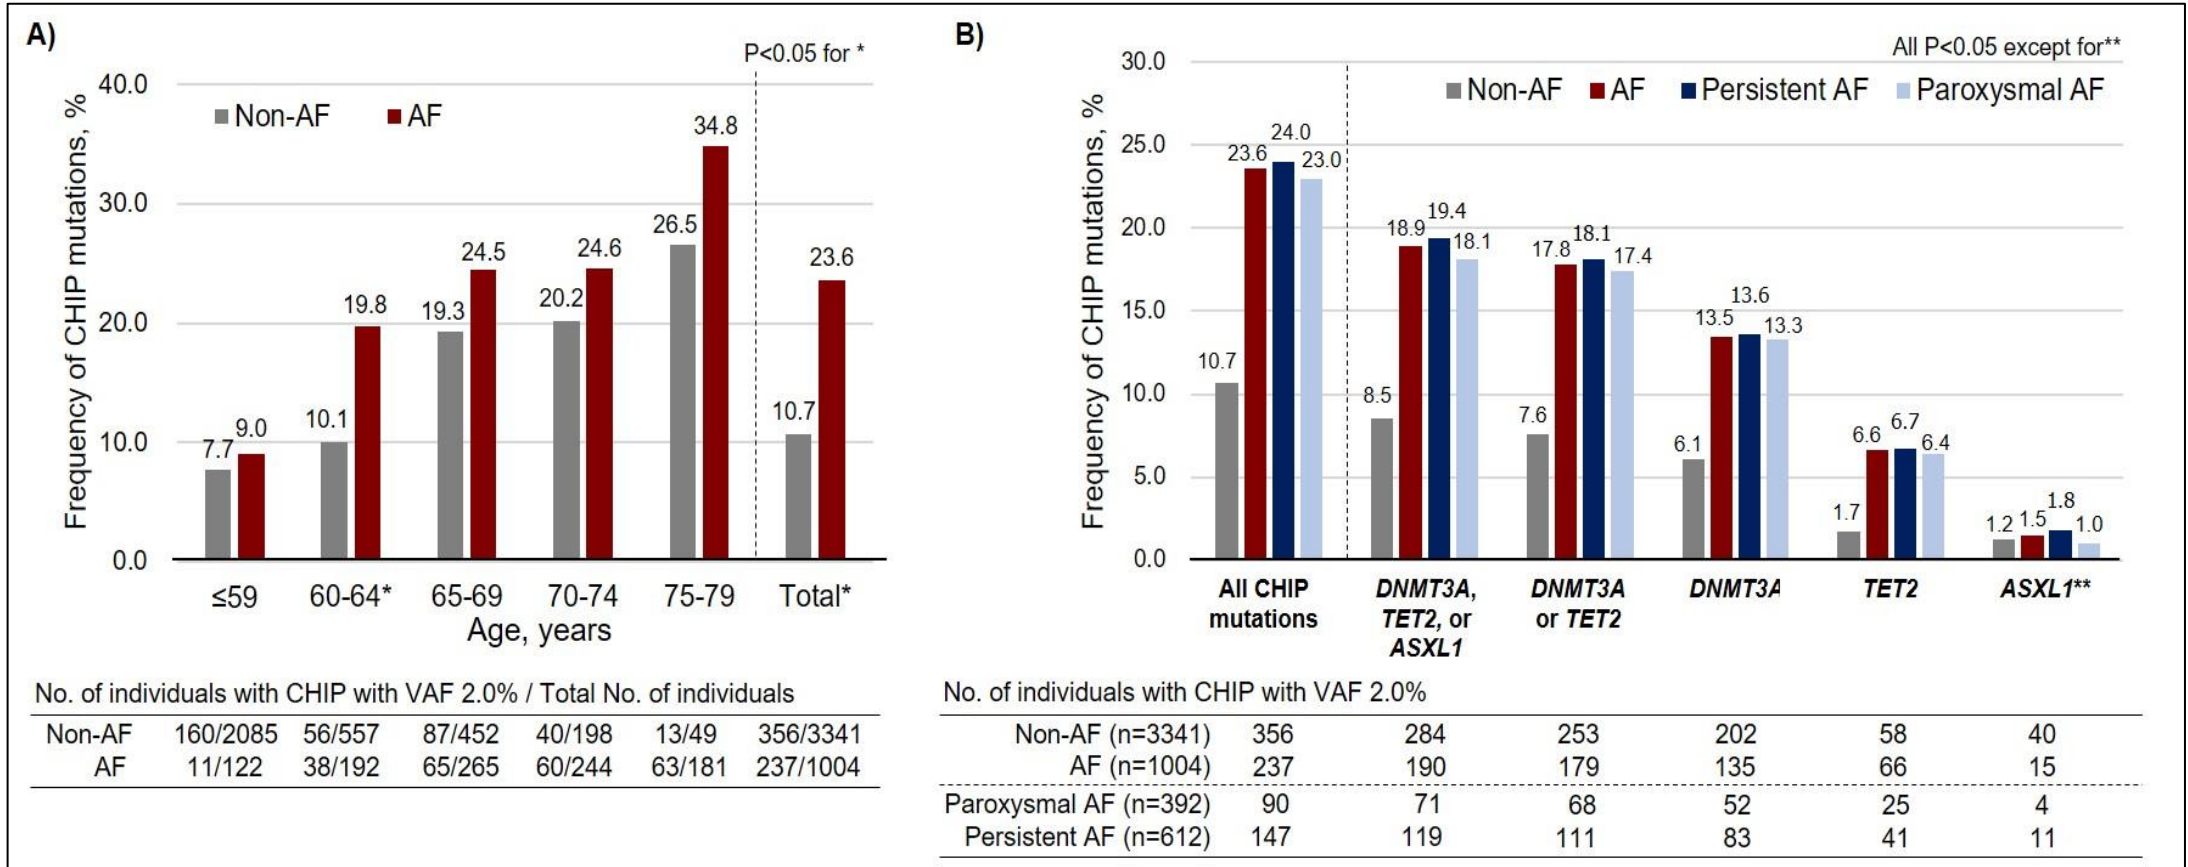 A)
P<0.05 for *
Frequency of CHIP mutations, %
40.0
30.0
20.0
10.0
0.0
Non-AF AF
7.7 9.0
10.1 19.8
19.3 24.5
20.2 24.6
26.5 34.8
10.7 23.6
≤59 60-64* 65-69 70-74 75-79 Total*
Age, years
No. of individuals with CHIP with VAF 2.0% / Total No. of individuals
Non-AF 160/2085 56/557 87/452 40/198 13/49 356/3341
AF 11/122 38/192 65/265 60/244 63/181 237/1004
B)
All P<0.05 except for**
Frequency of CHIP mutations, %
30.0
25.0
20.0
15.0
10.0
5.0
0.0
Non-AF AF Persistent AF Paroxysmal AF
10.7 23.6 24.0 23.0
8.5 18.9 19.4 18.1
7.6 17.8 18.1 17.4
6.1 13.5 13.6 13.3
1.7 6.6 6.7 6.4
1.2 1.5 1.8 1.0
All CHIP mutations
DNMT3A, TET2, or ASXL1
DNMT3A or TET2
DNMT3A
TET2
ASXL1**
No. of individuals with CHIP with VAF 2.0%
Non-AF (n=3341) 356 284 253 202 58 40
AF (n=1004) 237 190 179 135 66 15
Paroxysmal AF (n=392) 90 71 68 52 25 4
Persistent AF (n=612) 147 119 111 83 41 11